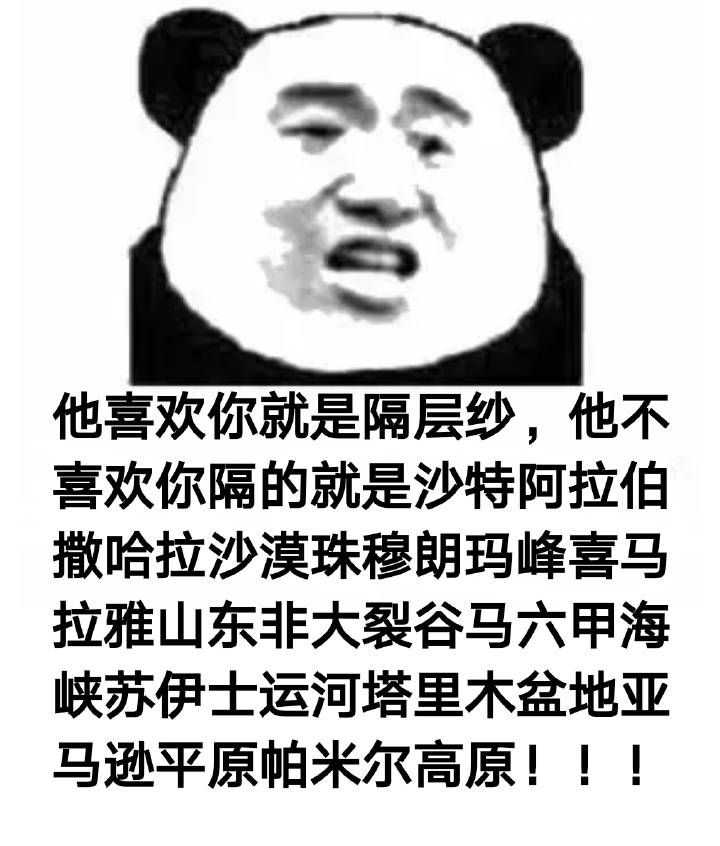 他喜欢你就是隔层纱，他不
喜欢你隔的就是沙特阿拉伯
撒哈拉沙漠珠穆朗玛峰喜马
拉雅山东非大裂谷马六甲海
峡苏伊士运河塔里木盆地亚
马逊平原帕米尔高原！！！